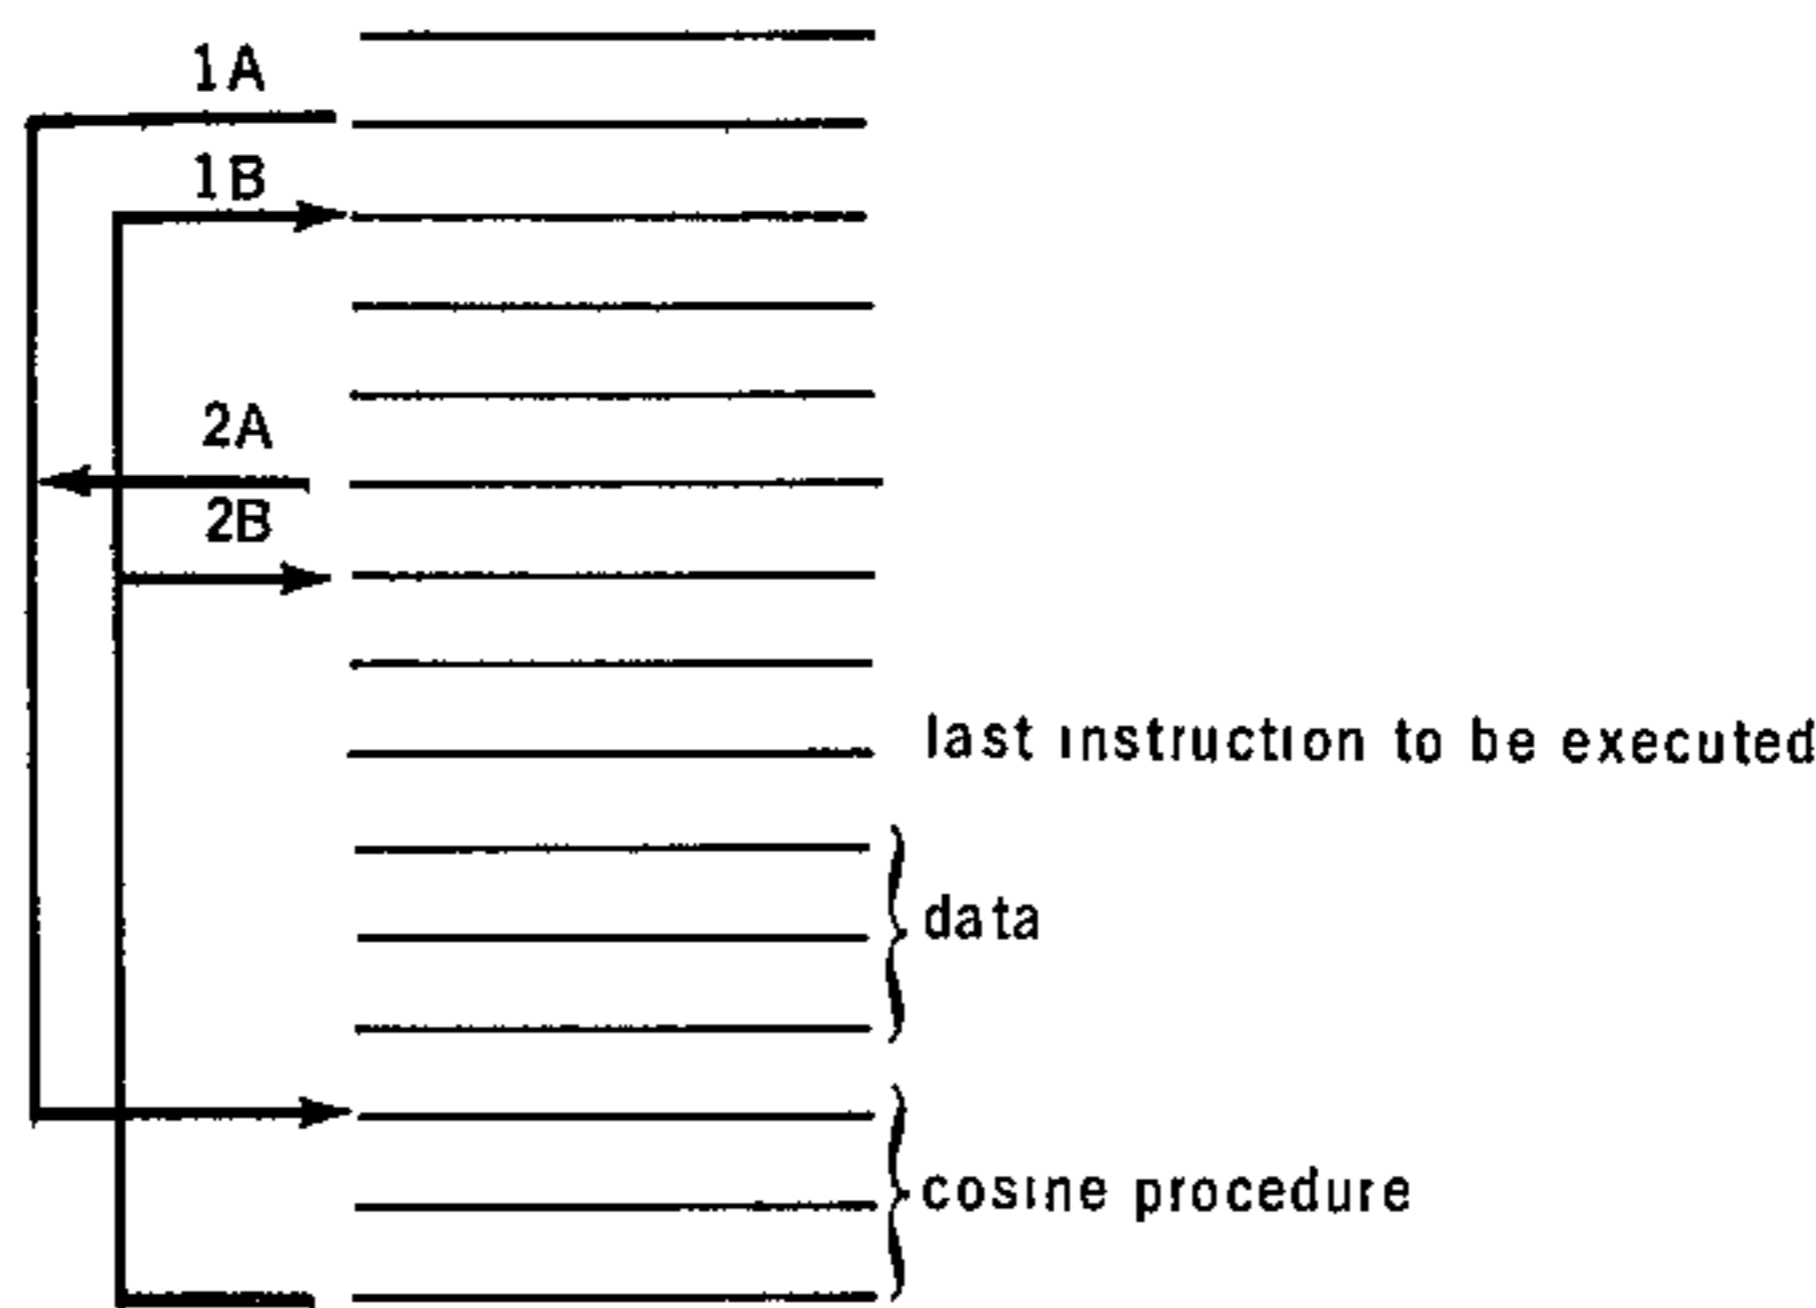 1A
1B
2A
2B
last instruction to be executed
data
cosine procedure